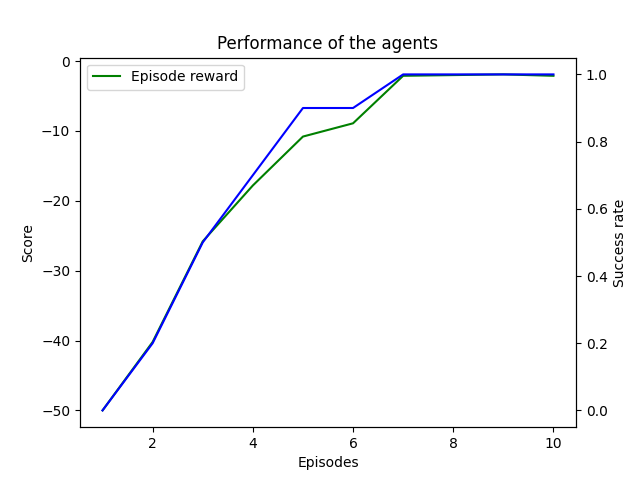 Performance of the agents
Episode reward
0
−10
−20
−30
−40
−50
Score
1.0
0.8
0.6
0.4
0.2
0.0
Success rate
2 4 6 8 10
Episodes